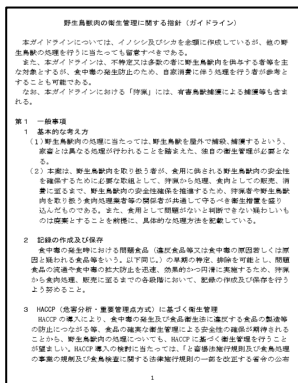 野生鳥獣肉の衛生管理に関する指針(ガイドライン)
本ガイドラインについては、イノシシ及びシカを念頭に作成しているが、他の野
生鳥獣の処理を行うに当たっても留意すべきである。
また、本ガイドラインは、不特定又は多数の者に野生鳥獣肉を供与する者等を主
な対象とするが、食中毒の発生防止のため、自家消費に伴う処理を行う者が参考と
することも可能である。
なお、本ガイドラインにおける「狩猟」には、有害鳥獣捕獲による捕獲等も含ま
れる。
第1 一般事項
1 基本的な考え方
(1)野生鳥獣肉の処理に当たっては、野生鳥獣を屋外で捕殺、捕獲するという、
家畜とは異なる処理が行われることを踏まえた、独自の衛生管理が必要とな
る。
(2)本案は、野生鳥獣肉を取り扱う者が、食用に供される野生鳥獣肉の安全性
を確保するために必要な取組として、狩猟から処理、食肉としての販売、消
費に至るまで、野生鳥獣肉の安全性確保を推進するため、狩猟者や野生鳥獣
肉を取り扱う食肉処理業者等の関係者が共通して守るべき衛生措置を盛り
込んだものである。また、食用として問題がないと判断できない疑わしいも
のは廃棄とすることを前提に、具体的な処理方法を記載している。
2 記録の作成及び保存
食中毒の発生時における問題食品(違反食品等又は食中毒の原因若しくは原
因と疑われる食品等をいう。以下同じ。)の早期の特定、排除を可能とし、問題
食品の流通や食中毒の拡大防止を迅速、効果的かつ円滑に実施するため、狩猟
から食肉処理、販売に至るまでの各段階において、記録の作成及び保存を行う
よう努めること。
3 HACCP(危害分析・重要管理点方式)に基づく衛生管理
HACCPの導入により、食中毒の発生及び食品衛生法に違反する食品の製造等
の防止につながる等、食品の確実な衛生管理による安全性の確保が期待される
ことから、野生鳥獣肉の処理についても、HACCPに基づく衛生管理を行うことが
望ましい。HACCP導入の検討に当たっては、「と畜場法施行規則及び食鳥処理
の事業の規制及び食鳥検査に関する法律施行規則の一部を改正する省令の公布
1